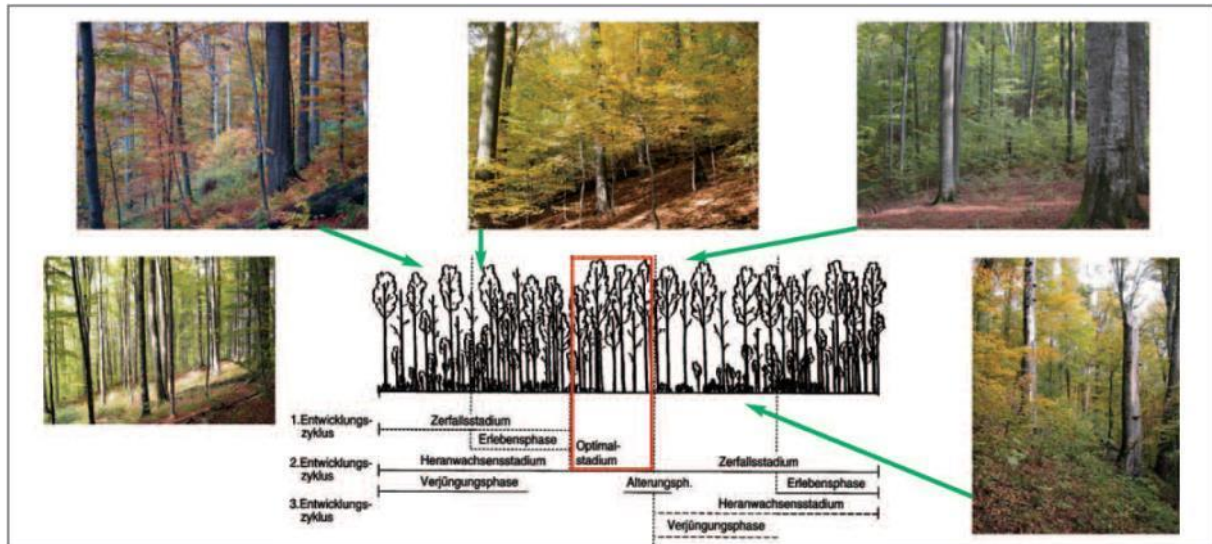 1.Entwicklungs-
zyklus
Zerfallsstadium
Erlebensphase
Optimal-
stadium
2.Entwicklungs-
zyklus
Heranwachsensstadium
Zerfallsstadium
Verjüngungsphase
Alterungsph.
Erlebensphase
3.Entwicklungs-
zyklus
Heranwachsensstadium
Verjüngungsphase